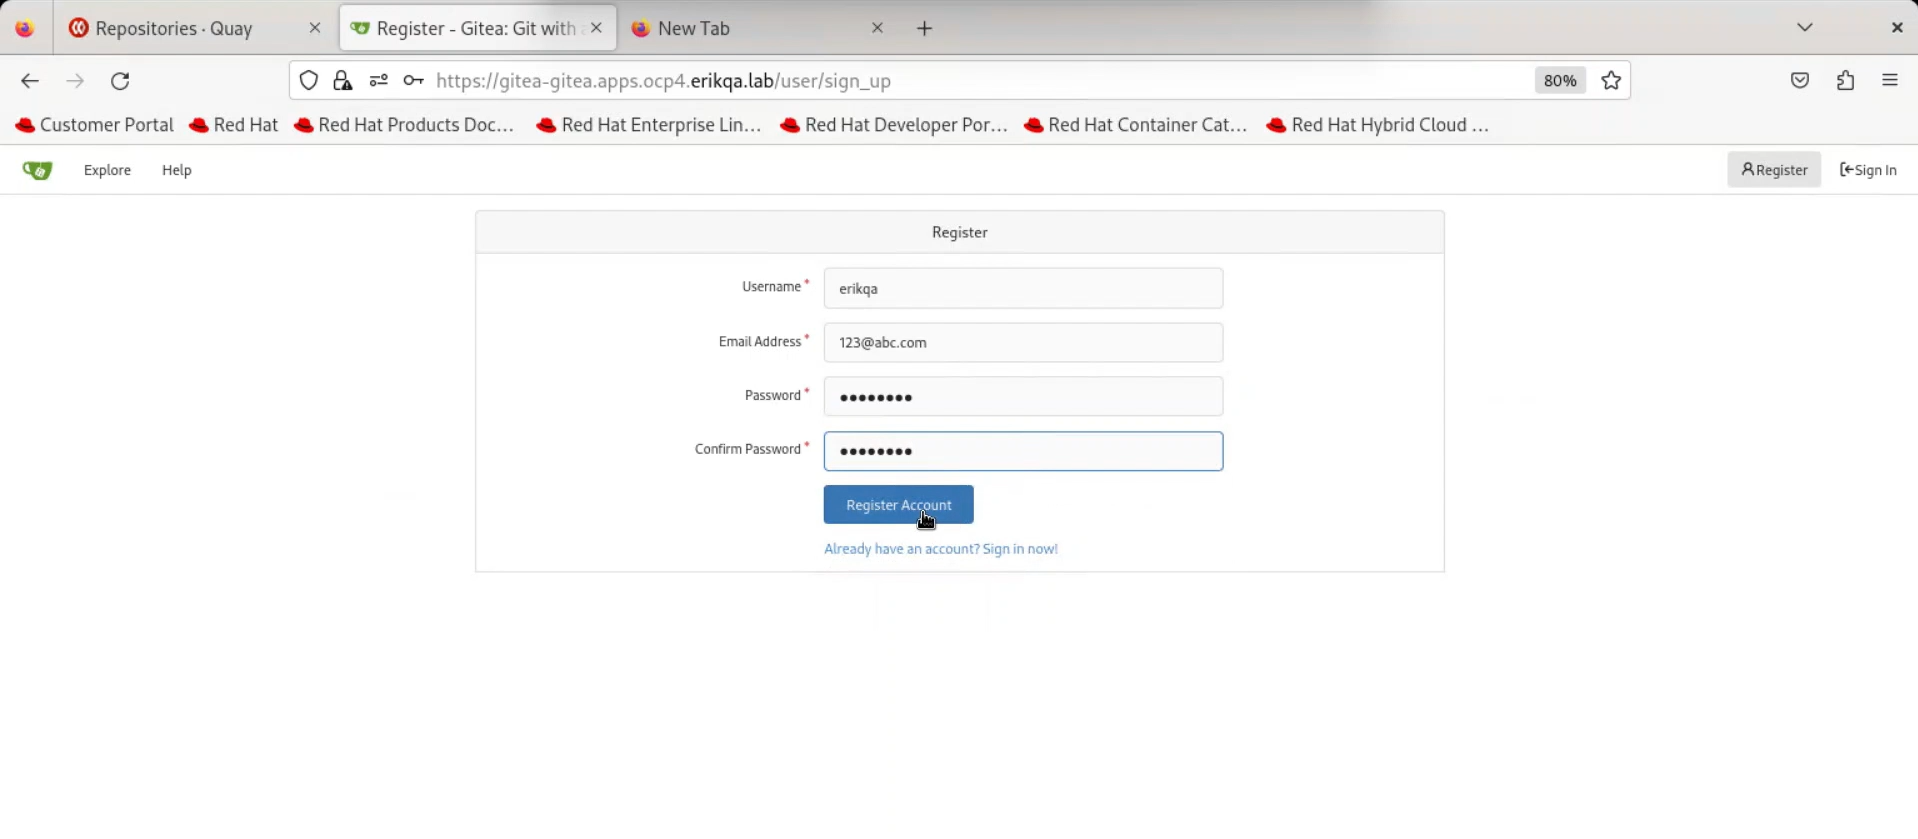 Repositories · Quay
Register - Gitea: Git with
New Tab
https://gitea-gitea.apps.ocp4.erikqa.lab/user/sign_up
80%
Customer Portal
Red Hat
Red Hat Products Doc...
Red Hat Enterprise Lin...
Red Hat Developer Por...
Red Hat Container Cat...
Red Hat Hybrid Cloud ...
Explore
Help
Register
Sign In
Register
Username *
erikqa
Email Address *
123@abc.com
Password *
●●●●●●●●
Confirm Password *
●●●●●●●●
Register Account
Already have an account? Sign in now!